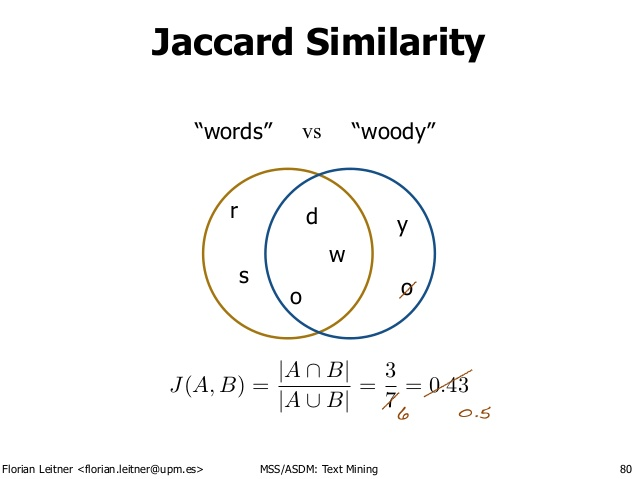 Jaccard Similarity
“words” vs “woody”
r
d
y
w
s
o
o
J(A, B) = |A ∩ B| / |A ∪ B| = 3/7 = 0.43
6
0.5
Florian Leitner <florian.leitner@upm.es> MSS/ASDM: Text Mining 80